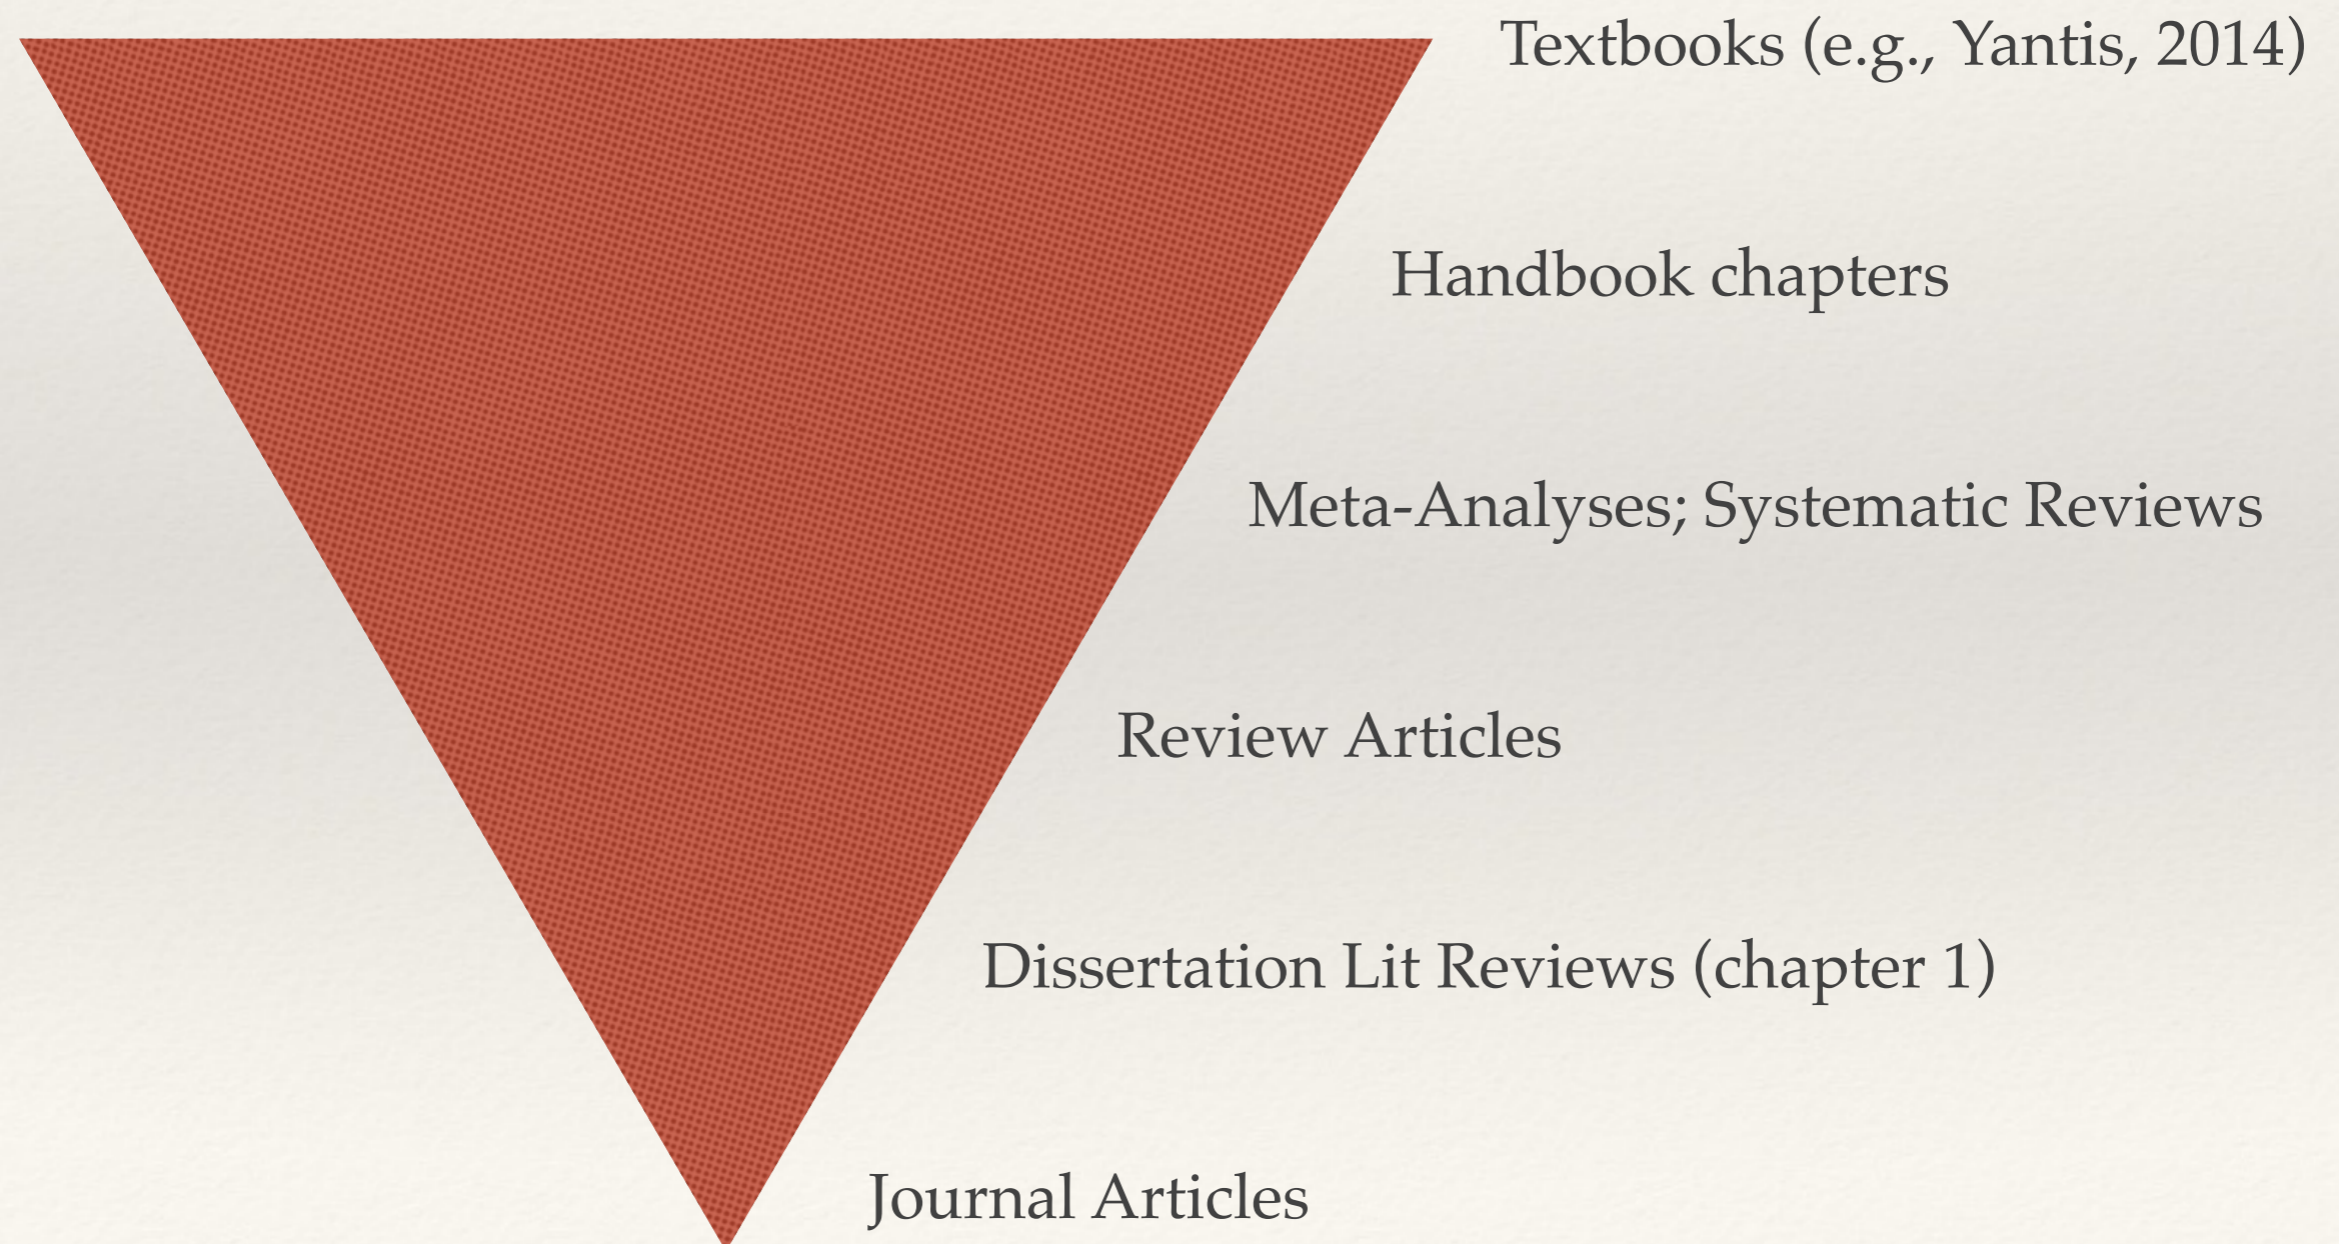 Textbooks (e.g., Yantis, 2014)
Handbook chapters
Meta-Analyses; Systematic Reviews
Review Articles
Dissertation Lit Reviews (chapter 1)
Journal Articles